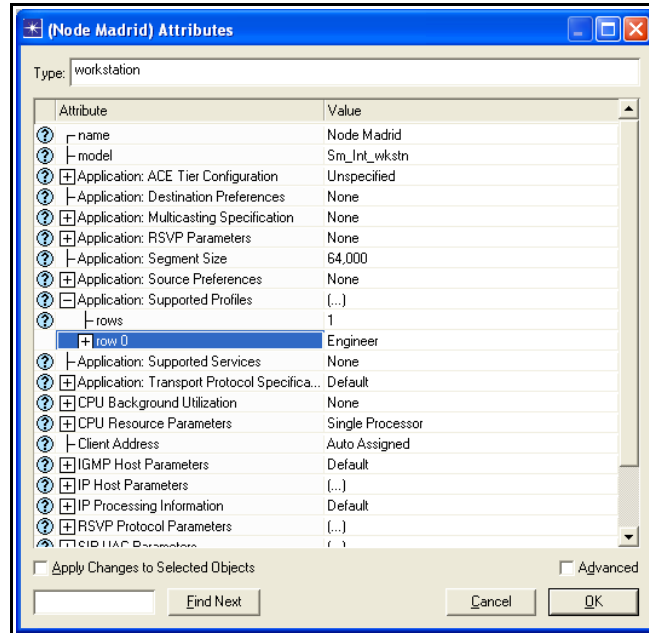 (Node Madrid) Attributes
Type: workstation
Attribute Value
name Node Madrid
model Sm_Int_wkstn
Application: ACE Tier Configuration Unspecified
Application: Destination Preferences None
Application: Multicasting Specification None
Application: RSVP Parameters None
Application: Segment Size 64,000
Application: Source Preferences None
Application: Supported Profiles (...)
rows 1
row 0 Engineer
Application: Supported Services None
Application: Transport Protocol Specifica... Default
CPU Background Utilization None
CPU Resource Parameters Single Processor
Client Address Auto Assigned
IGMP Host Parameters Default
IP Host Parameters (...)
IP Processing Information Default
RSVP Protocol Parameters (...)
SIP UAC Parameters (...)
Apply Changes to Selected Objects Advanced
Find Next Cancel OK